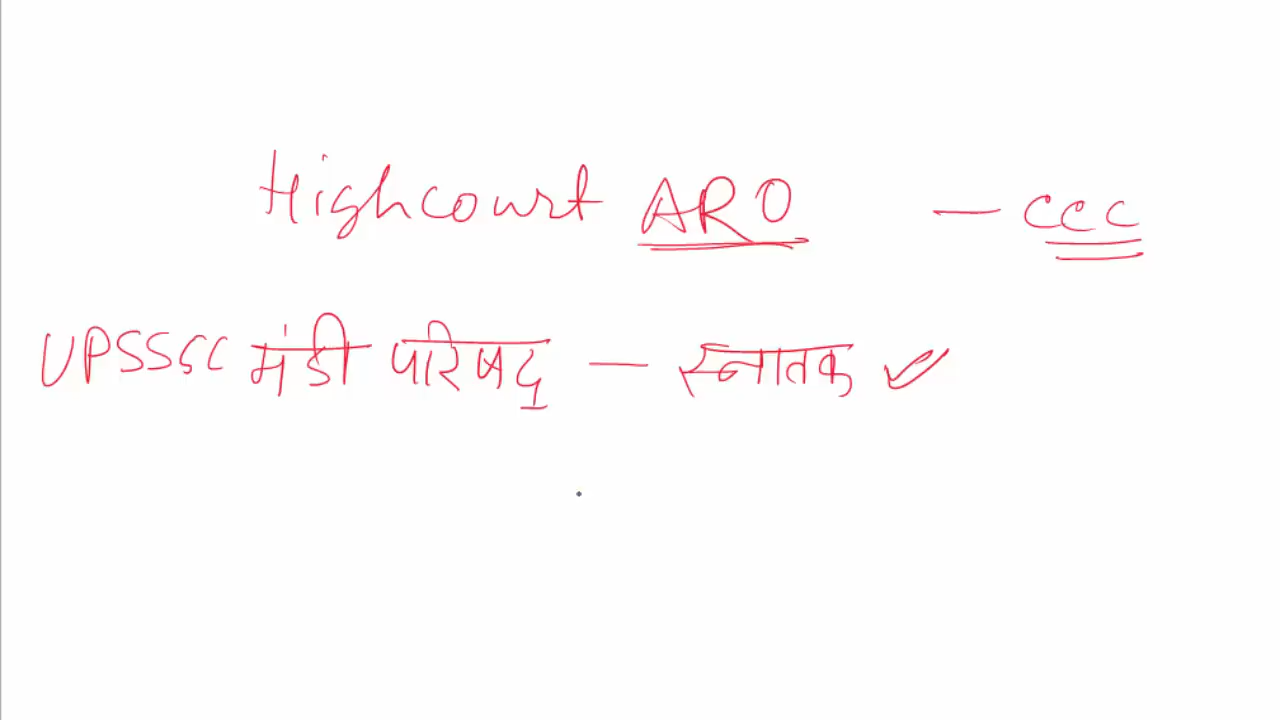 Highcourt ARO — CCC
UPSSSC मंडी परिषद — स्नातक